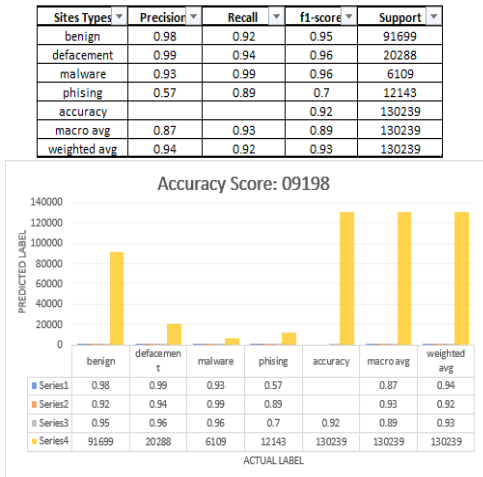 Sites Types Precision Recall f1-score Support
benign 0.98 0.92 0.95 91699
defacement 0.99 0.94 0.96 20288
malware 0.93 0.99 0.96 6109
phising 0.57 0.89 0.7 12143
accuracy 0.92 130239
macro avg 0.87 0.93 0.89 130239
weighted avg 0.94 0.92 0.93 130239
Accuracy Score: 09198
PREDICTED LABEL
140000
120000
100000
80000
60000
40000
20000
0
benign defacemen malware phising accuracy macro avg weighted
t avg
Series1 0.98 0.99 0.93 0.57 0.87 0.94
Series2 0.92 0.94 0.99 0.89 0.93 0.92
Series3 0.95 0.96 0.96 0.7 0.92 0.89 0.93
Series4 91699 20288 6109 12143 130239 130239 130239
ACTUAL LABEL